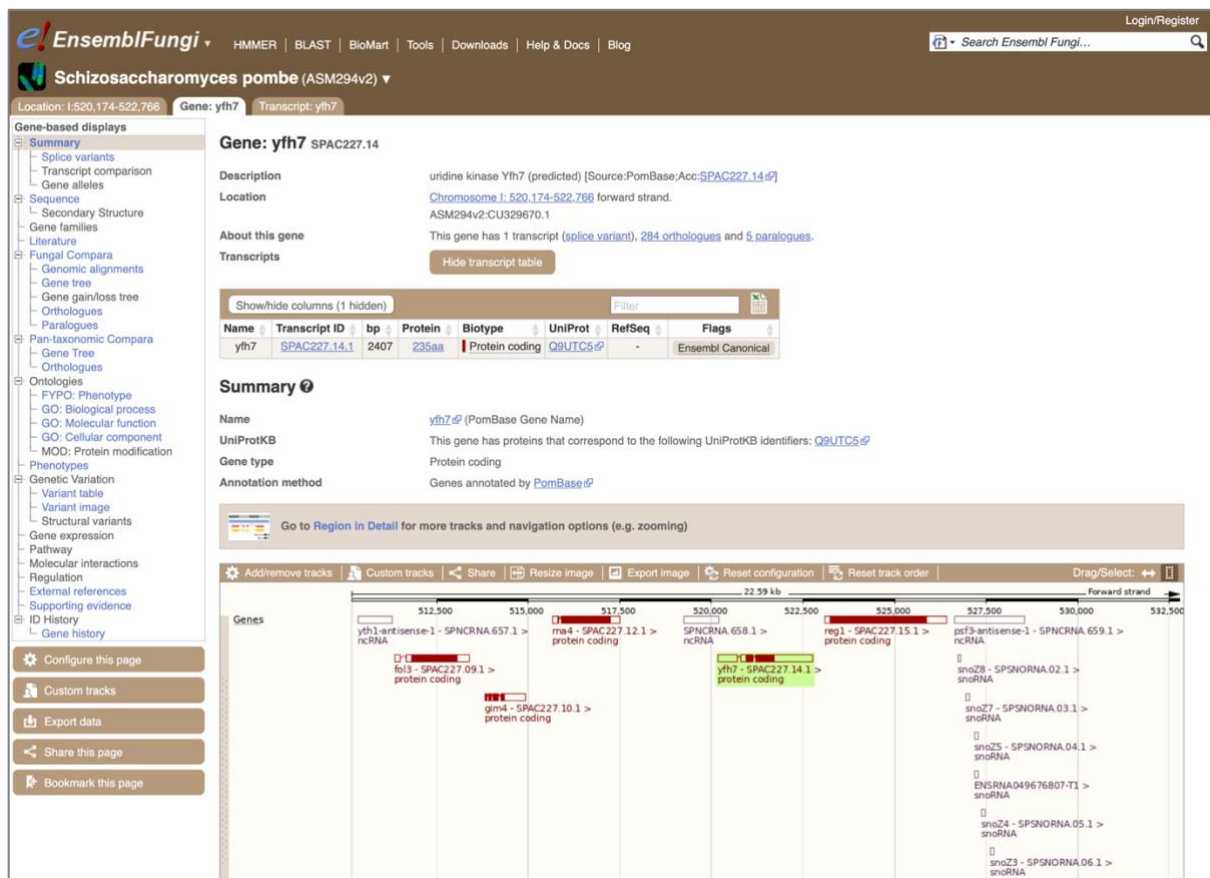 Login/Register
e! EnsemblFungi ▾ HMMER | BLAST | BioMart | Tools | Downloads | Help & Docs | Blog
Search Ensembl Fungi...
Schizosaccharomyces pombe (ASM294v2) ▼
Location: I:520,174-522,766 Gene: yfh7 Transcript: yfh7
Gene-based displays
Summary
Splice variants
Transcript comparison
Gene alleles
Sequence
Secondary Structure
Gene families
Literature
Fungal Compara
Genomic alignments
Gene tree
Gene gain/loss tree
Orthologues
Paralogues
Pan-taxonomic Compara
Gene Tree
Orthologues
Ontologies
FYPO: Phenotype
GO: Biological process
GO: Molecular function
GO: Cellular component
MOD: Protein modification
Phenotypes
Genetic Variation
Variant table
Variant image
Structural variants
Gene expression
Pathway
Molecular interactions
Regulation
External references
Supporting evidence
ID History
Gene history
Configure this page
Custom tracks
Export data
Share this page
Bookmark this page
Gene: yfh7 SPAC227.14
Description uridine kinase Yfh7 (predicted) [Source:PomBase;Acc:SPAC227.14]
Location Chromosome I: 520,174-522,766 forward strand.
ASM294v2:CU329670.1
About this gene This gene has 1 transcript (splice variant), 284 orthologues and 5 paralogues.
Transcripts Hide transcript table
Show/hide columns (1 hidden) Filter
Name Transcript ID bp Protein Biotype UniProt RefSeq Flags
yfh7 SPAC227.14.1 2407 235aa Protein coding Q9UTC5 - Ensembl Canonical
Summary ?
Name yfh7 (PomBase Gene Name)
UniProtKB This gene has proteins that correspond to the following UniProtKB identifiers: Q9UTC5
Gene type Protein coding
Annotation method Genes annotated by PomBase
Go to Region in Detail for more tracks and navigation options (e.g. zooming)
Add/remove tracks | Custom tracks | Share | Resize image | Export image | Reset configuration | Reset track order | Drag/Select:
22.59 kb Forward strand
512,500 515,000 517,500 520,000 522,500 525,000 527,500 530,000 532,500
Genes
yth1-antisense-1 - SPNCRNA.657.1 > rna4 - SPAC227.12.1 > SPNCRNA.658.1 > reg1 - SPAC227.15.1 > psf3-antisense-1 - SPNCRNA.659.1 >
ncRNA protein coding ncRNA protein coding ncRNA
fol3 - SPAC227.09.1 > yfh7 - SPAC227.14.1 > snoZ8 - SPSNORNA.02.1 >
protein coding protein coding snoRNA
gim4 - SPAC227.10.1 > snoZ7 - SPSNORNA.03.1 >
protein coding snoRNA
snoZ5 - SPSNORNA.04.1 >
snoRNA
ENSRNA049676807-T1 >
snoRNA
snoZ4 - SPSNORNA.05.1 >
snoRNA
snoZ3 - SPSNORNA.06.1 >
snoRNA